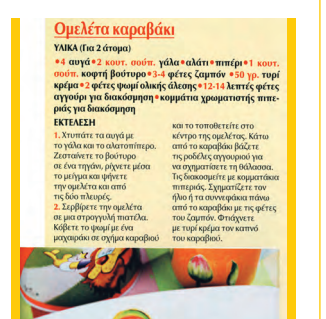 Ομελέτα καραβάκι
ΥΛΙΚΑ (Για 2 άτομα)
•4 αυγά•2 κουτ. σούπ. γάλα•αλάτι•πιπέρι•1 κουτ.
σούπ. κοφτή βούτυρο•3-4 φέτες ζαμπόν •50 γρ. τυρί
κρέμα•2 φέτες ψωμί ολικής άλεσης•12-14 λεπτές φέτες
αγγούρι για διακόσμηση•κομμάτια χρωματιστής πιπε-
ριάς για διακόσμηση
ΕΚΤΕΛΕΣΗ
1. Χτυπάτε τα αυγά με
το γάλα και το αλατοπίπερο.
Ζεσταίνετε το βούτυρο
σε ένα τηγάνι, ρίχνετε μέσα
το μείγμα και ψήνετε
την ομελέτα και από
τις δύο πλευρές.
2. Σερβίρετε την ομελέτα
σε μια στρογγυλή πιατέλα.
Κόβετε το ψωμί με ένα
μαχαιράκι σε σχήμα καραβιού
και το τοποθετείτε στο
κέντρο της ομελέτας. Κάτω
από το καραβάκι βάζετε
τις ροδέλες αγγουριού για
να σχηματίσετε τη θάλασσα.
Τις διακοσμείτε με κομματάκια
πιπεριάς. Σχηματίζετε τον
ήλιο ή τα συννεφάκια πάνω
από το καραβάκι με τις φέτες
του ζαμπόν. Φτιάχνετε
με τυρί κρέμα τον καπνό
του καραβιού.